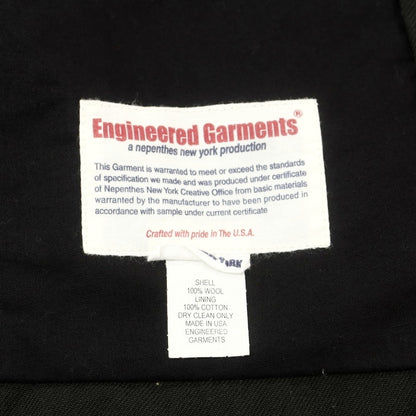 Engineered Garments®
a nepenthes new york production
This Garment is warranted to meet or exceed the standards
of specification we made and was produced under certificate
of Nepenthes New York Creative Office from basic materials
warranted by the manufacturer to have been produced in
accordance with sample under current certificate
Crafted with pride in The U.S.A.
SHELL
100% WOOL
LINING
100% COTTON
DRY CLEAN ONLY
MADE IN USA
ENGINEERED
GARMENTS